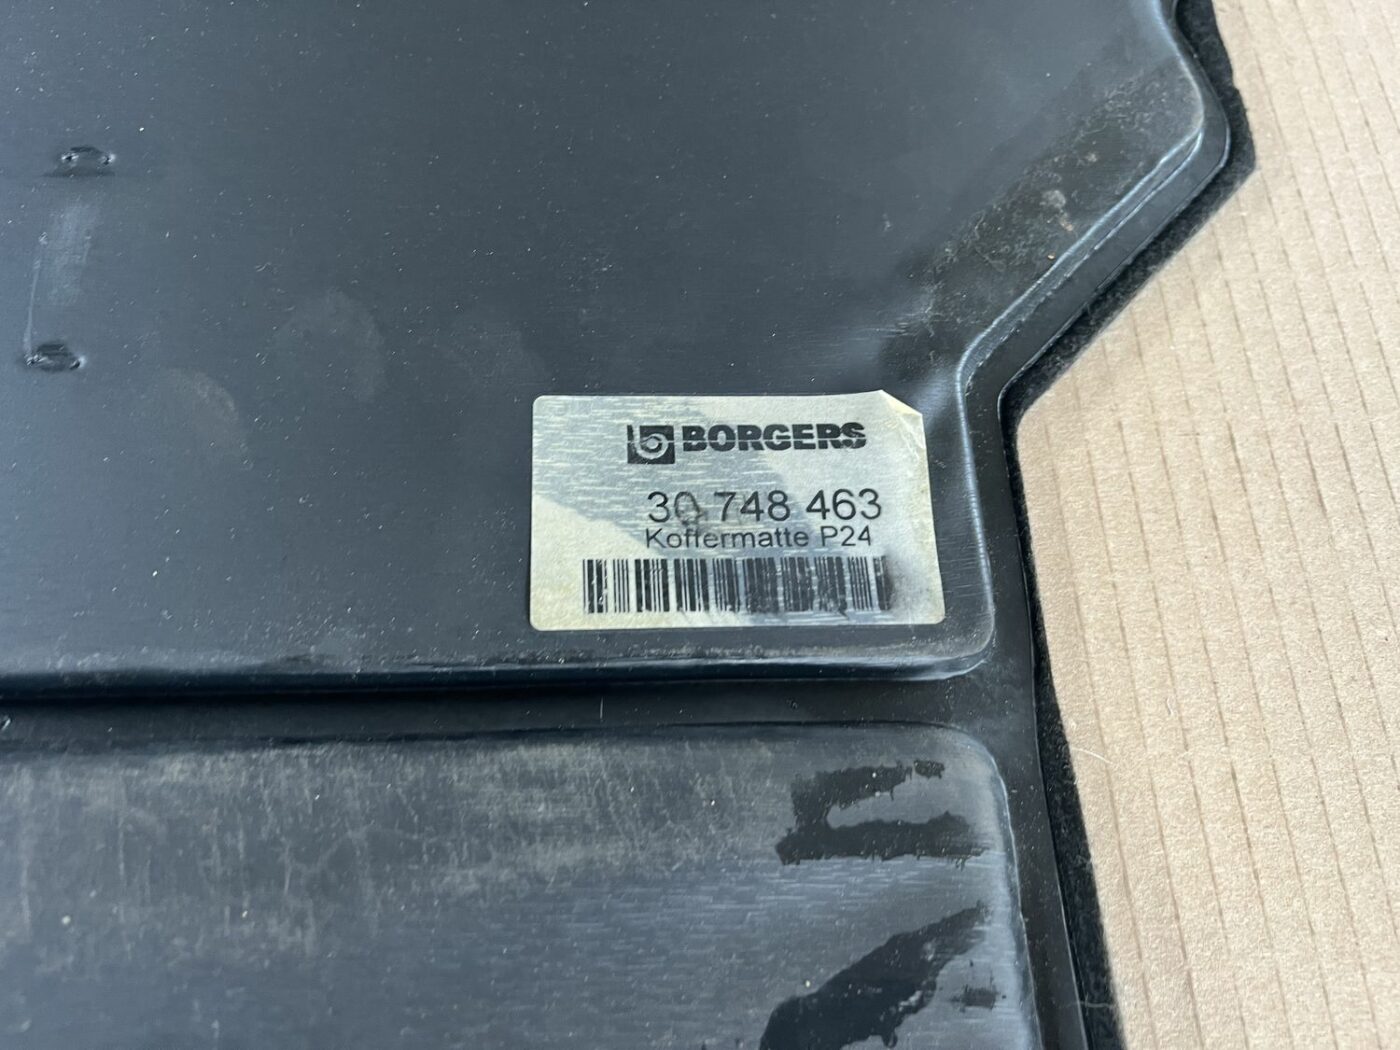 BORGERS
30 748 463
Koffermatte P24